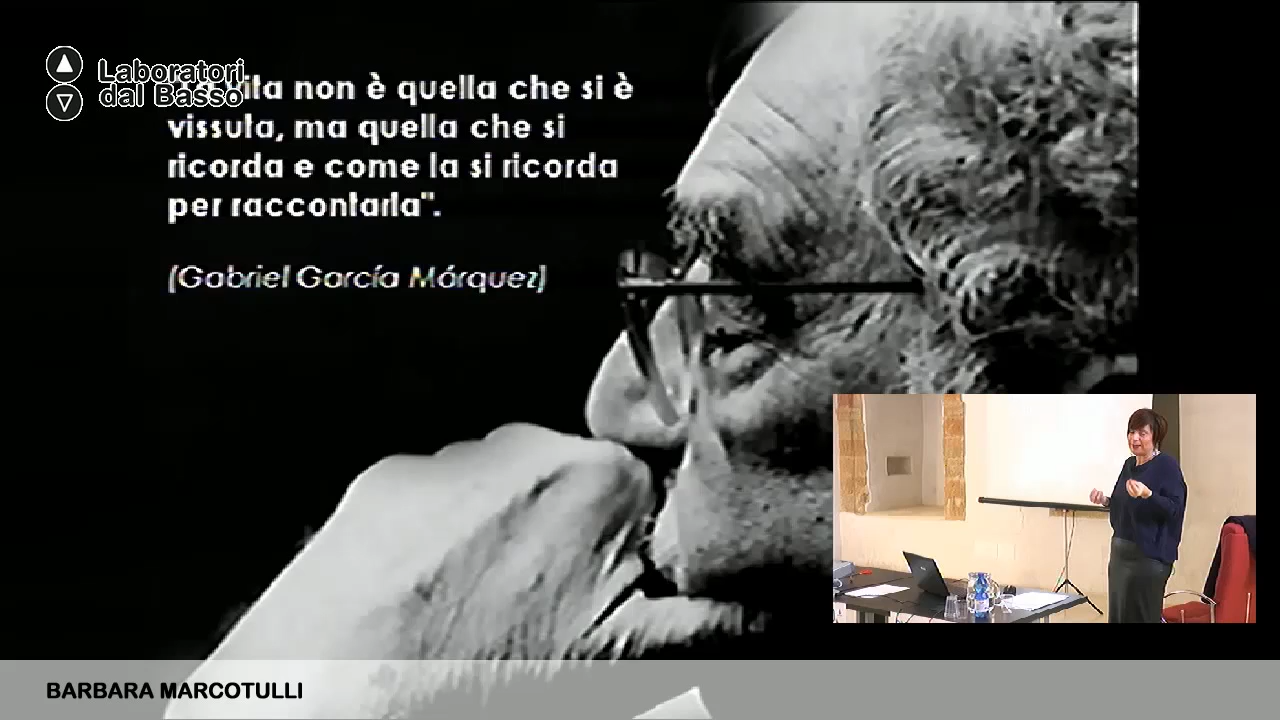 Laboratori
dal Basso
vita non è quella che si è
vissuta, ma quella che si
ricorda e come la si ricorda
per raccontarla".
(Gabriel García Márquez)
BARBARA MARCOTULLI